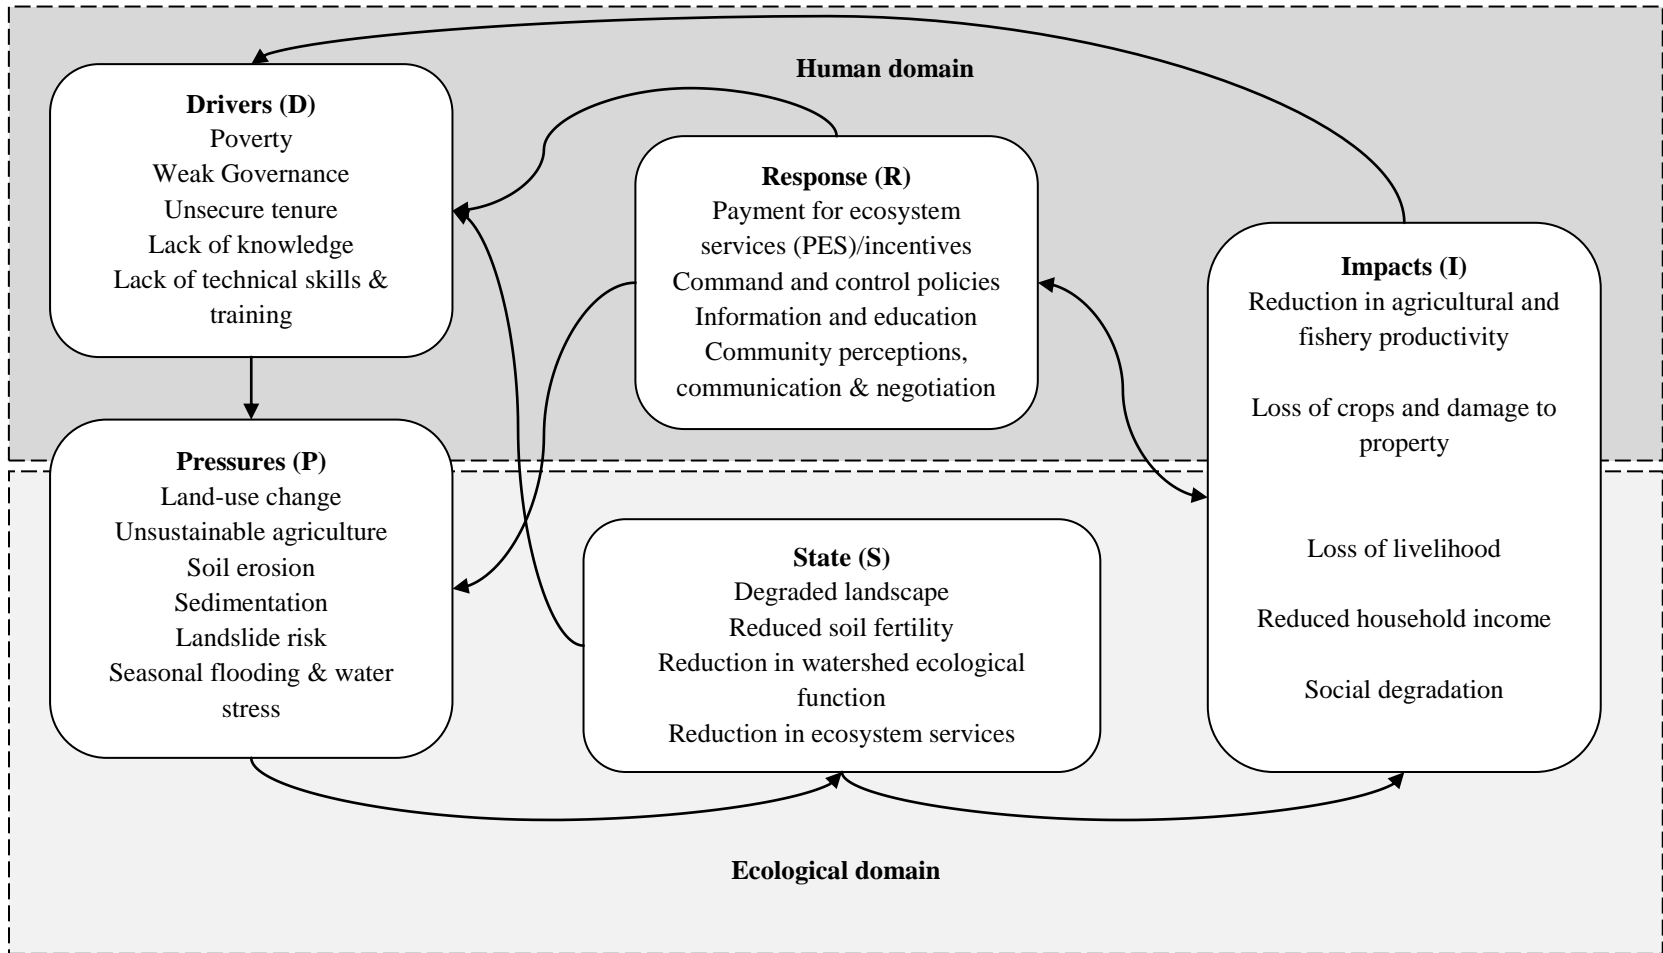 Human domain
Drivers (D)
Poverty
Weak Governance
Unsecure tenure
Lack of knowledge
Lack of technical skills &
training
Response (R)
Payment for ecosystem
services (PES)/incentives
Command and control policies
Information and education
Community perceptions,
communication & negotiation
Impacts (I)
Reduction in agricultural and
fishery productivity
Loss of crops and damage to
property
Loss of livelihood
Reduced household income
Social degradation
Pressures (P)
Land-use change
Unsustainable agriculture
Soil erosion
Sedimentation
Landslide risk
Seasonal flooding & water
stress
State (S)
Degraded landscape
Reduced soil fertility
Reduction in watershed ecological
function
Reduction in ecosystem services
Ecological domain